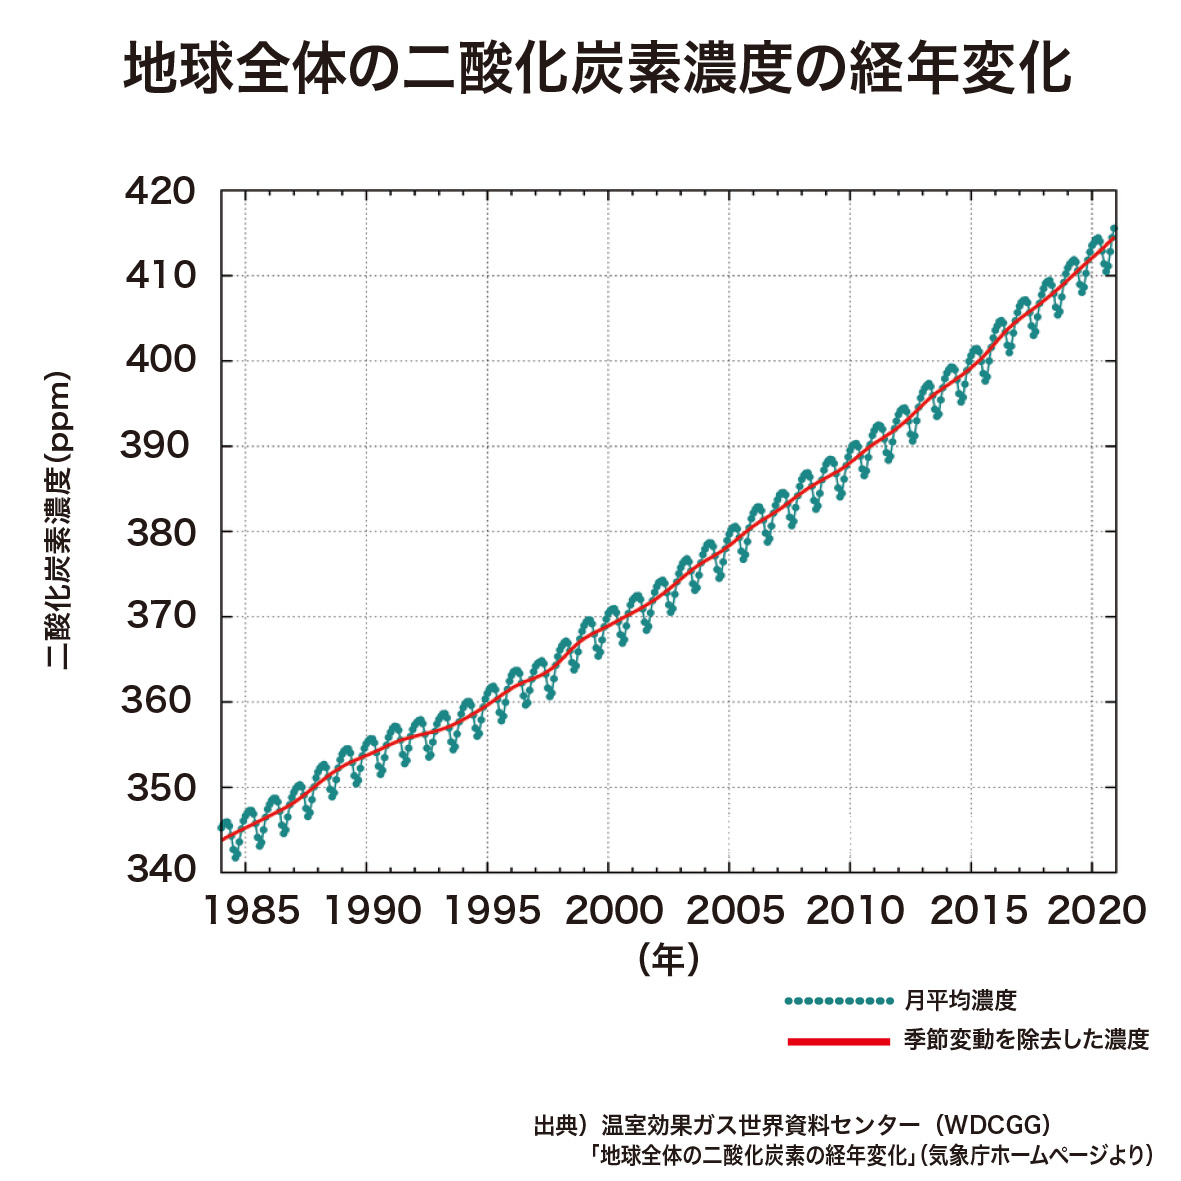 地球全体の二酸化炭素濃度の経年変化
二酸化炭素濃度(ppm)
420
410
400
390
380
370
360
350
340
1985 1990 1995 2000 2005 2010 2015 2020
(年)
月平均濃度
季節変動を除去した濃度
出典）温室効果ガス世界資料センター（WDCGG）
「地球全体の二酸化炭素の経年変化」（気象庁ホームページより）